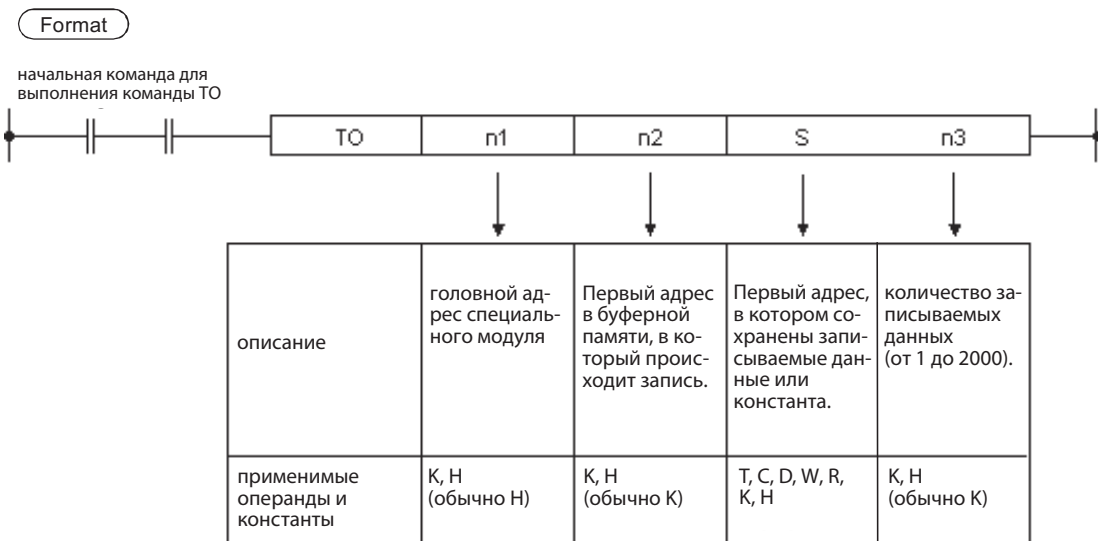 Format
начальная команда для
выполнения команды TO
TO n1 n2 S n3
описание
головной ад-
рес специаль-
ного модуля
Первый адрес
в буферной
памяти, в ко-
торый проис-
ходит запись.
Первый адрес,
в котором со-
хранены запи-
сываемые дан-
ные или
константа.
количество за-
писываемых
данных
(от 1 до 2000).
применимые
операнды и
константы
K, H
(обычно H)
K, H
(обычно K)
T, C, D, W, R,
K, H
K, H
(обычно K)